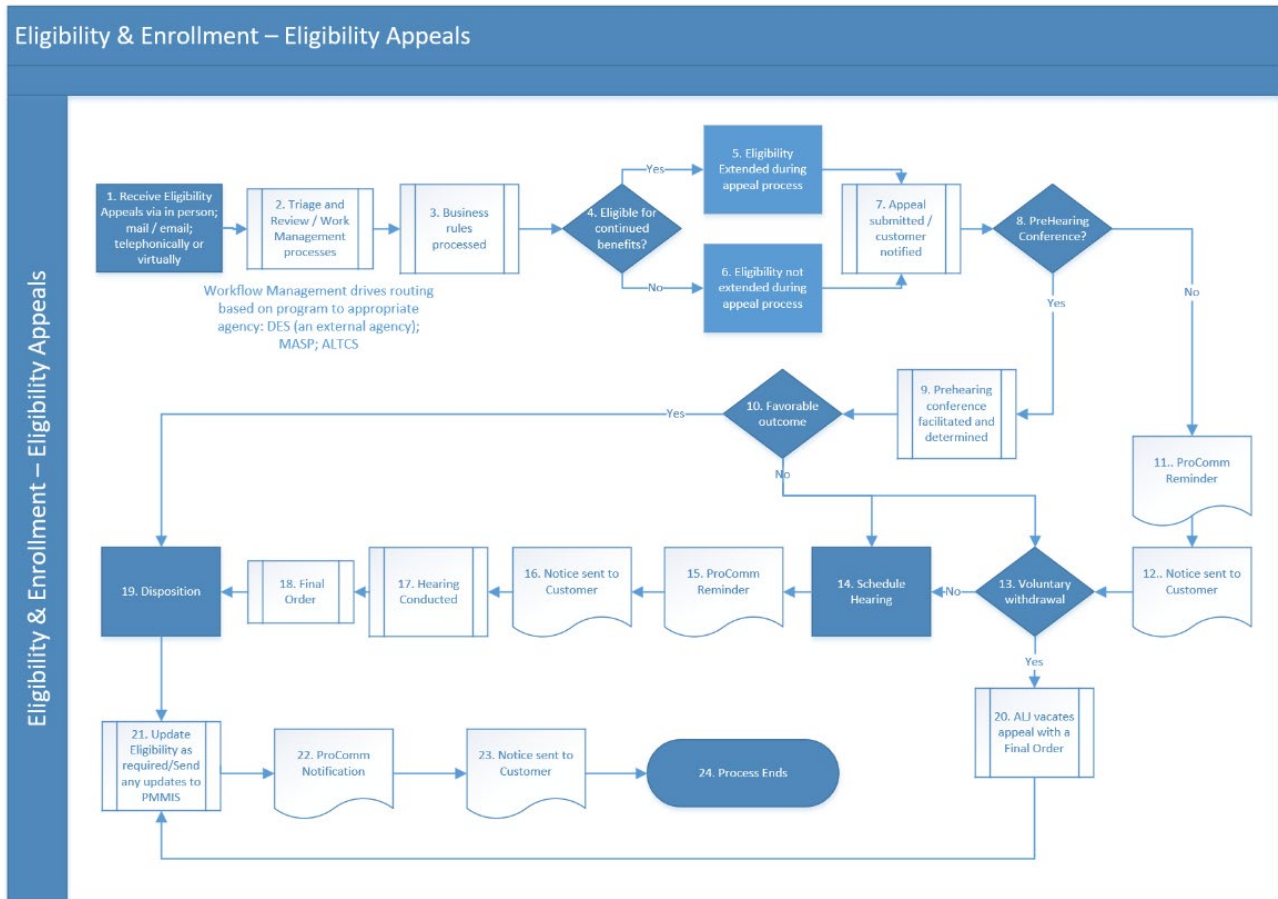 Eligibility & Enrollment – Eligibility Appeals
Eligibility & Enrollment – Eligibility Appeals
1. Receive Eligibility
Appeals via in person;
mail / email;
telephonically or
virtually
2. Triage and
Review / Work
Management
processes
Workflow Management drives routing
based on program to appropriate
agency: DES (an external agency);
MASP; ALTCS
3. Business
rules
processed
4. Eligible for
continued
benefits?
Yes
No
5. Eligibility
Extended during
appeal process
6. Eligibility not
extended during
appeal process
7. Appeal
submitted /
customer
notified
8. PreHearing
Conference?
Yes
No
9. Prehearing
conference
facilitated and
determined
10. Favorable
outcome
Yes
No
11.. ProComm
Reminder
12.. Notice sent to
Customer
13. Voluntary
withdrawal
No
Yes
14. Schedule
Hearing
15. ProComm
Reminder
16. Notice sent to
Customer
17. Hearing
Conducted
18. Final
Order
19. Disposition
20. ALJ vacates
appeal with a
Final Order
21. Update
Eligibility as
required/Send
any updates to
PMMIS
22. ProComm
Notification
23. Notice sent to
Customer
24. Process Ends